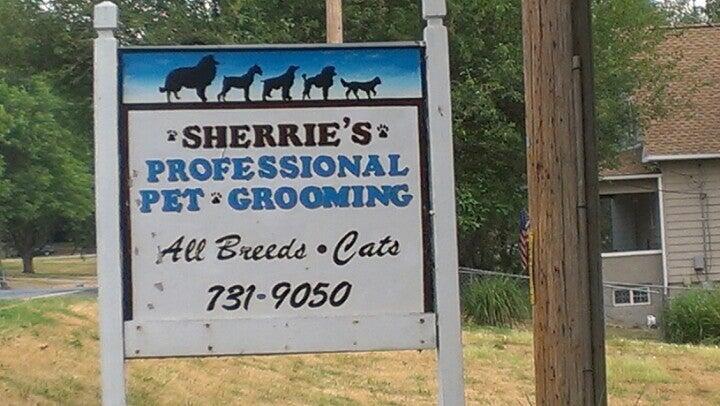 SHERRIE'S
PROFESSIONAL
PET GROOMING
All Breeds • Cats
731-9050